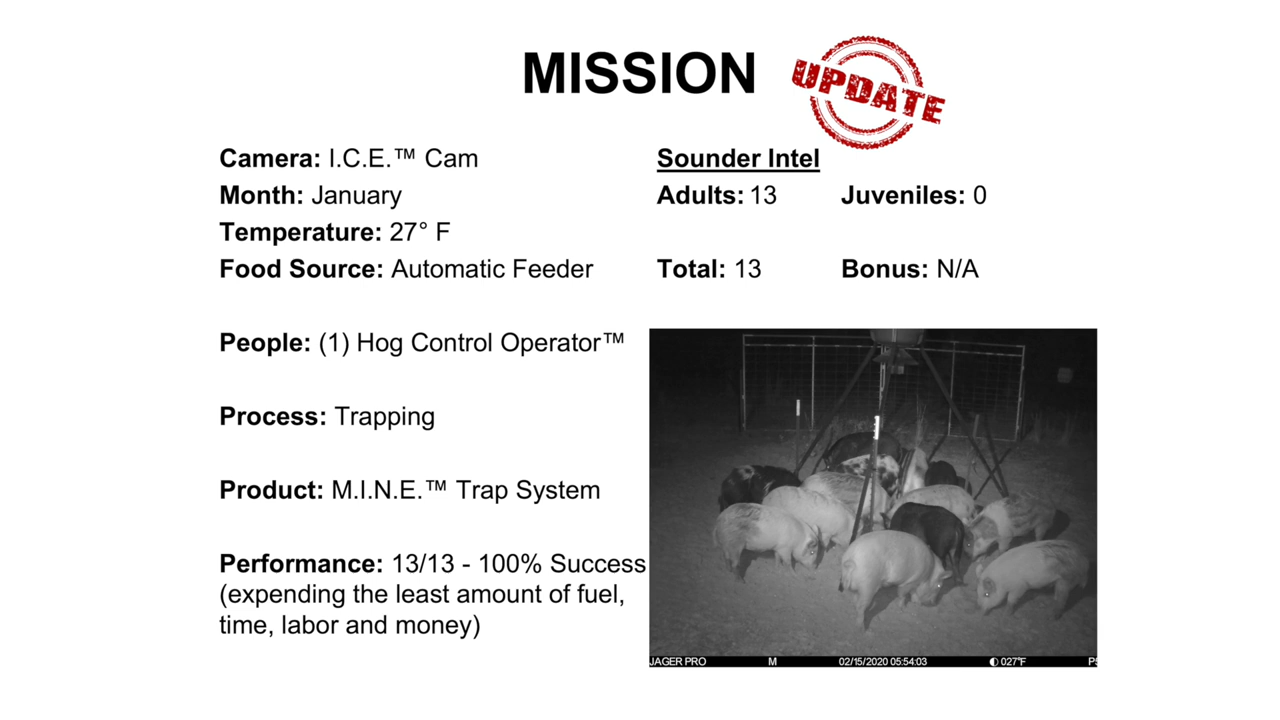 MISSION
UPDATE
Camera: I.C.E.™ Cam
Month: January
Temperature: 27° F
Food Source: Automatic Feeder
People: (1) Hog Control Operator™
Process: Trapping
Product: M.I.N.E.™ Trap System
Performance: 13/13 - 100% Success
(expending the least amount of fuel,
time, labor and money)
Sounder Intel
Adults: 13 Juveniles: 0
Total: 13 Bonus: N/A
JAGER PRO M 02/15/2020 05:54:03 027°F